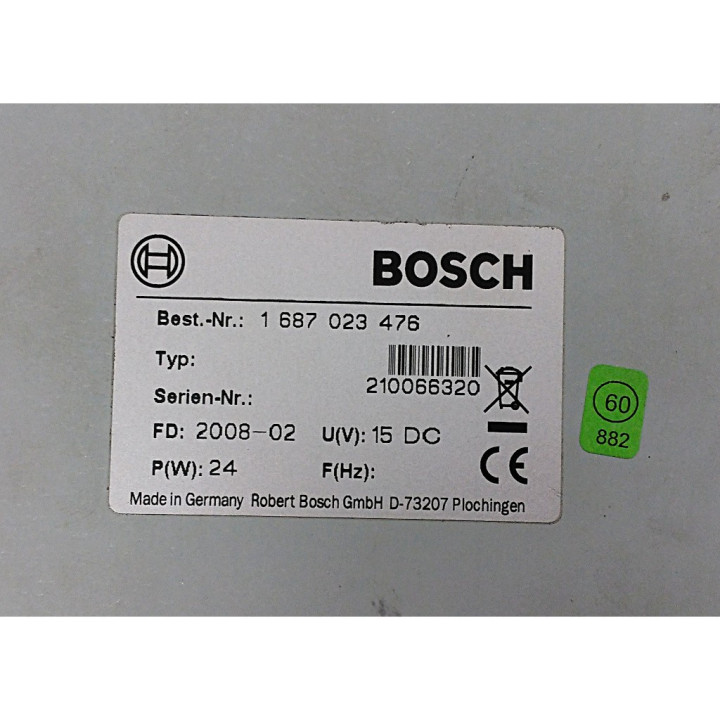 BOSCH
Best.-Nr.: 1 687 023 476
Typ:
Serien-Nr.: 210066320
FD: 2008-02 U(V): 15 DC
P(W): 24 F(Hz):
CE
Made in Germany Robert Bosch GmbH D-73207 Plochingen
60
882